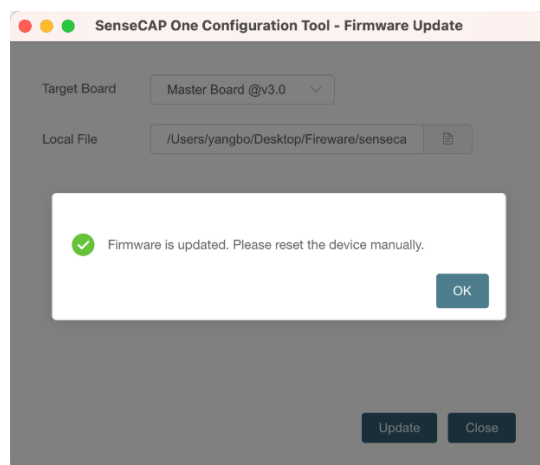 SenseCAP One Configuration Tool - Firmware Update
Target Board
Master Board @v3.0
Local File
/Users/yangbo/Desktop/Fireware/senseca
Firmware is updated. Please reset the device manually.
OK
Update
Close